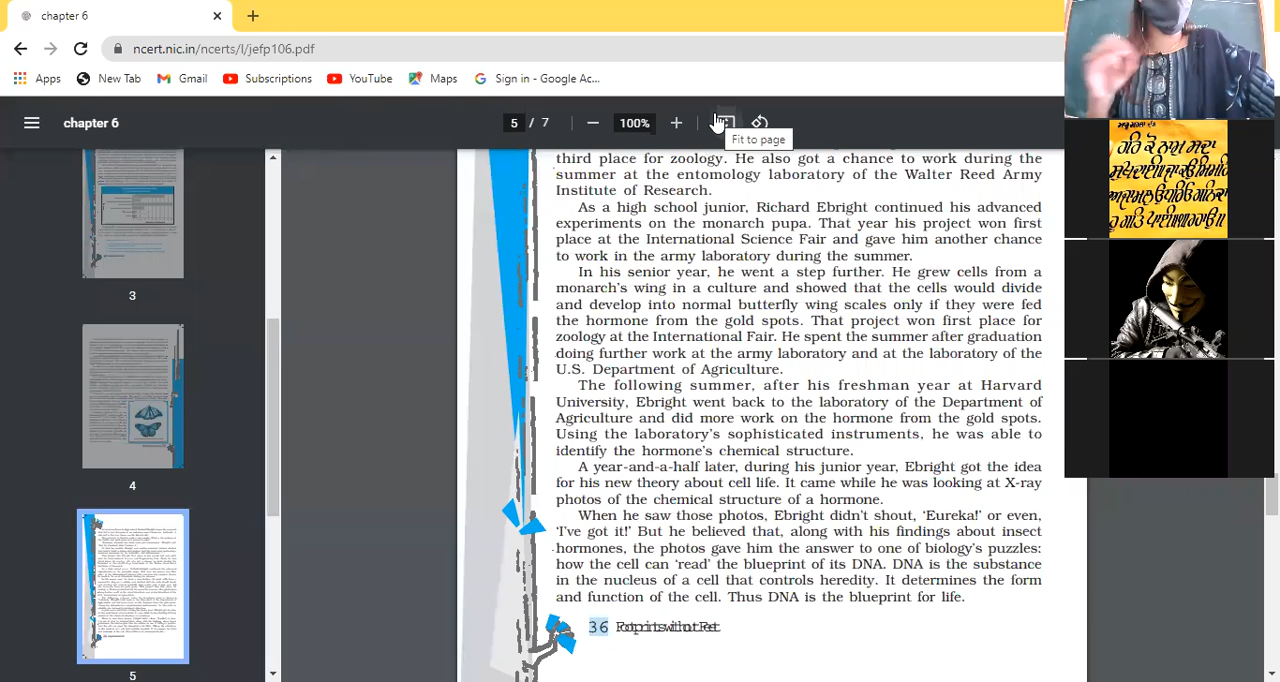 chapter 6
ncert.nic.in/ncerts/l/jefp106.pdf
Apps New Tab Gmail Subscriptions YouTube Maps Sign in - Google Ac...
chapter 6
5 / 7
100%
Fit to page
third place for zoology. He also got a chance to work during the
summer at the entomology laboratory of the Walter Reed Army
Institute of Research.
As a high school junior, Richard Ebright continued his advanced
experiments on the monarch pupa. That year his project won first
place at the International Science Fair and gave him another chance
to work in the army laboratory during the summer.
In his senior year, he went a step further. He grew cells from a
monarch's wing in a culture and showed that the cells would divide
and develop into normal butterfly wing scales only if they were fed
the hormone from the gold spots. That project won first place for
zoology at the International Fair. He spent the summer after graduation
doing further work at the army laboratory and at the laboratory of the
U.S. Department of Agriculture.
The following summer, after his freshman year at Harvard
University, Ebright went back to the laboratory of the Department of
Agriculture and did more work on the hormone from the gold spots.
Using the laboratory's sophisticated instruments, he was able to
identify the hormone's chemical structure.
A year-and-a-half later, during his junior year, Ebright got the idea
for his new theory about cell life. It came while he was looking at X-ray
photos of the chemical structure of a hormone.
When he saw those photos, Ebright didn't shout, 'Eureka!' or even,
'I've got it!' But he believed that, along with his findings about insect
hormones, the photos gave him the answer to one of biology's puzzles:
how the cell can 'read' the blueprint of its DNA. DNA is the substance
in the nucleus of a cell that controls heredity. It determines the form
and function of the cell. Thus DNA is the blueprint for life.
36
3
4
5